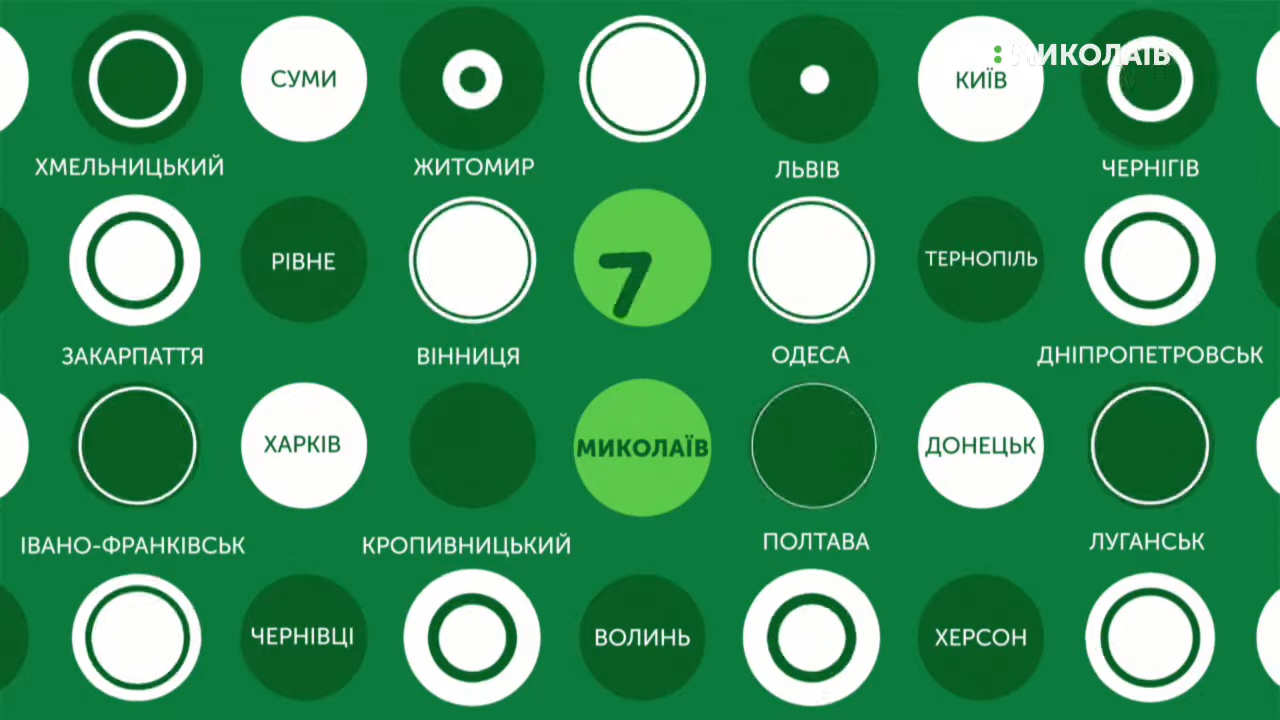 : МИКОЛАЇВ
СУМИ
КИЇВ
ХМЕЛЬНИЦЬКИЙ
ЖИТОМИР
ЛЬВІВ
ЧЕРНІГІВ
РІВНЕ
7
ТЕРНОПІЛЬ
ЗАКАРПАТТЯ
ВІННИЦЯ
ОДЕСА
ДНІПРОПЕТРОВСЬК
ХАРКІВ
МИКОЛАЇВ
ДОНЕЦЬК
ІВАНО-ФРАНКІВСЬК
КРОПИВНИЦЬКИЙ
ПОЛТАВА
ЛУГАНСЬК
ЧЕРНІВЦІ
ВОЛИНЬ
ХЕРСОН